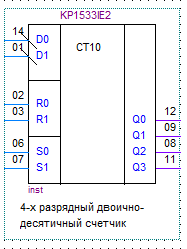 KP1533IE2
14 D0 CT10
01 D1
02 R0
03 R1
12 Q0
09 Q1
06 S0 08 Q2
07 S1 11 Q3
inst
4-х разрядный двоично-
десятичный счетчик